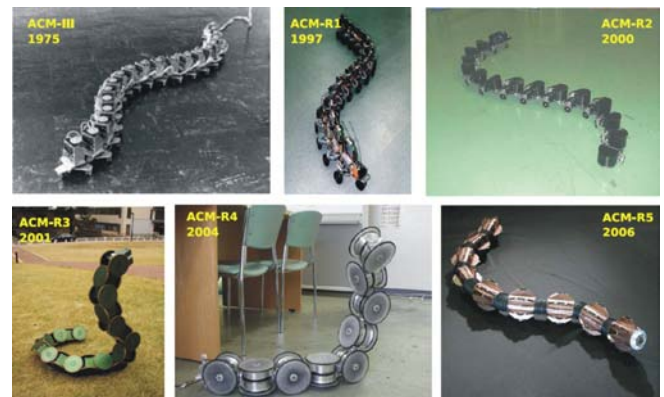 ACM-III
1975
ACM-R1
1997
ACM-R2
2000
ACM-R3
2001
ACM-R4
2004
ACM-R5
2006